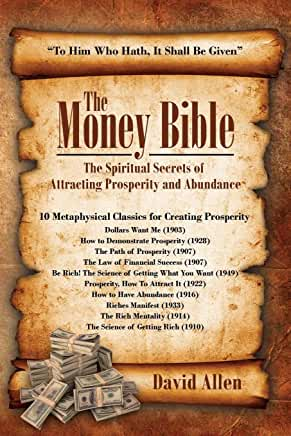 “To Him Who Hath, It Shall Be Given”
The
Money Bible
The Spiritual Secrets of
Attracting Prosperity and Abundance
10 Metaphysical Classics for Creating Prosperity
Dollars Want Me (1903)
How to Demonstrate Prosperity (1928)
The Path of Prosperity (1907)
The Law of Financial Success (1907)
Be Rich! The Science of Getting What You Want (1949)
Prosperity, How To Attract It (1922)
How to Have Abundance (1916)
Riches Manifest (1933)
The Rich Mentality (1914)
The Science of Getting Rich (1910)
David Allen